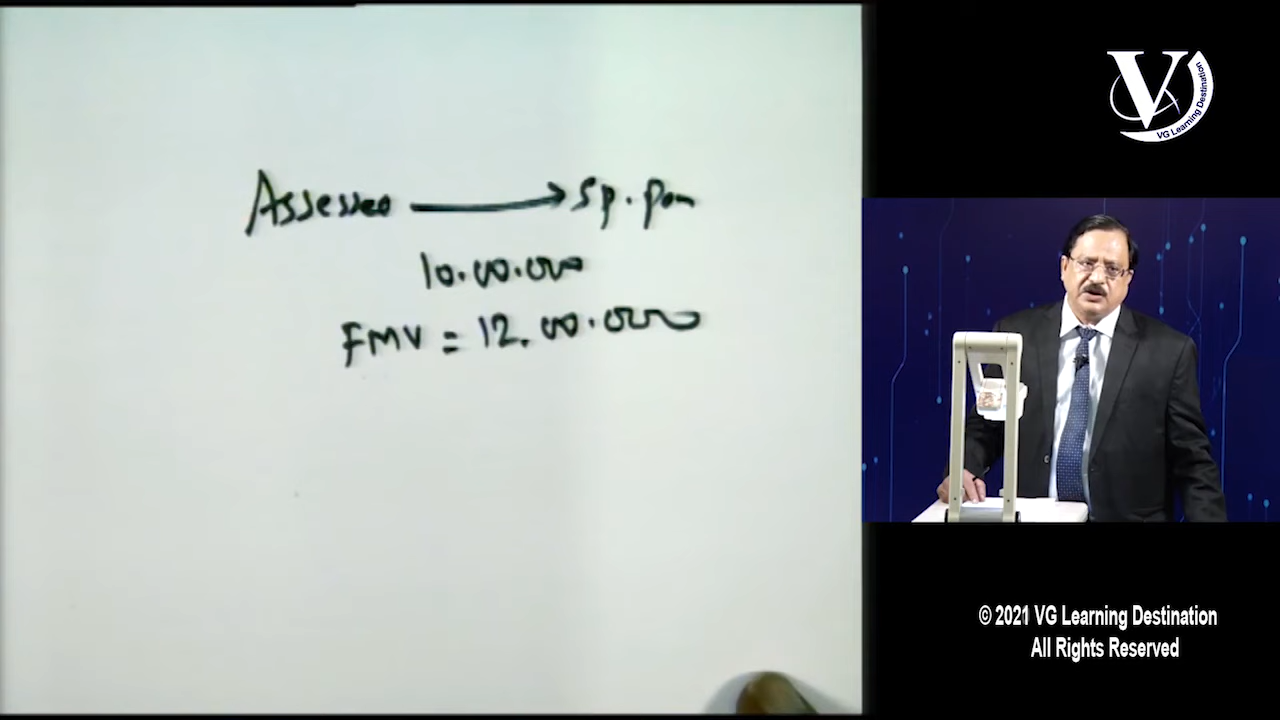 Assessee → Sp. Pon
10.00.000
FMV = 12.00.000
V
VG Learning Destination
© 2021 VG Learning Destination
All Rights Reserved